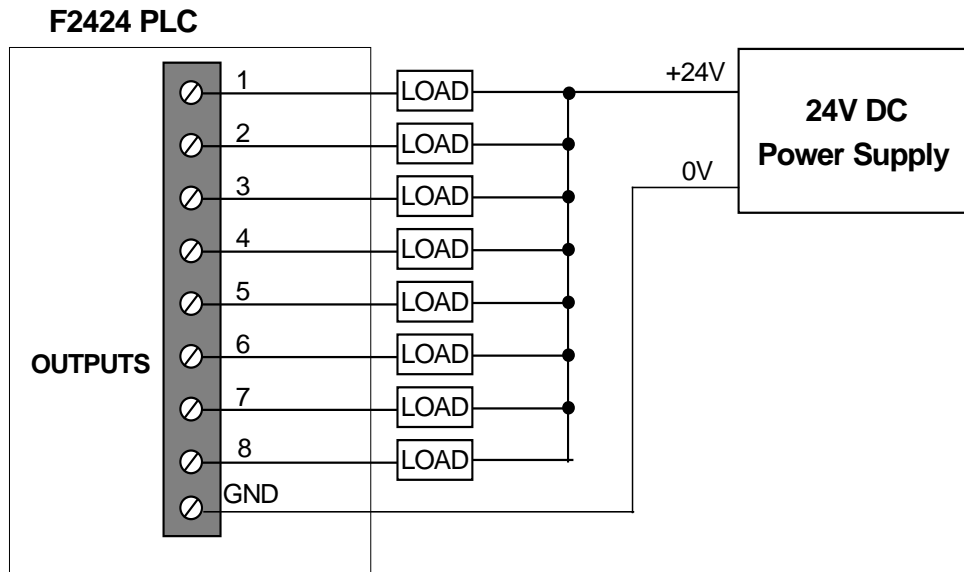 F2424 PLC
1
LOAD
+24V
24V DC
Power Supply
2
LOAD
0V
3
LOAD
4
LOAD
5
LOAD
OUTPUTS
6
LOAD
7
LOAD
8
LOAD
GND